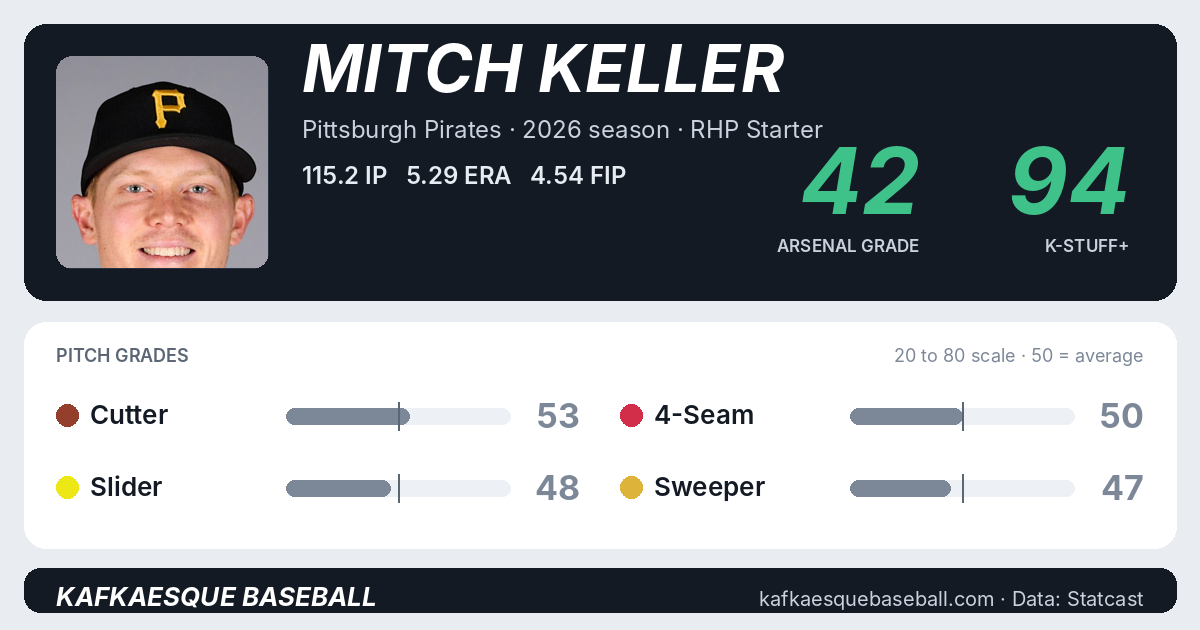 MITCH KELLER
Pittsburgh Pirates · 2026 season · RHP Starter
115.2 IP 5.29 ERA 4.54 FIP
42 94
ARSENAL GRADE K-STUFF+
P
PITCH GRADES 20 to 80 scale · 50 = average
Cutter 53 4-Seam 50
Slider 48 Sweeper 47
KAFKAESQUE BASEBALL kafkaesquebaseball.com · Data: Statcast